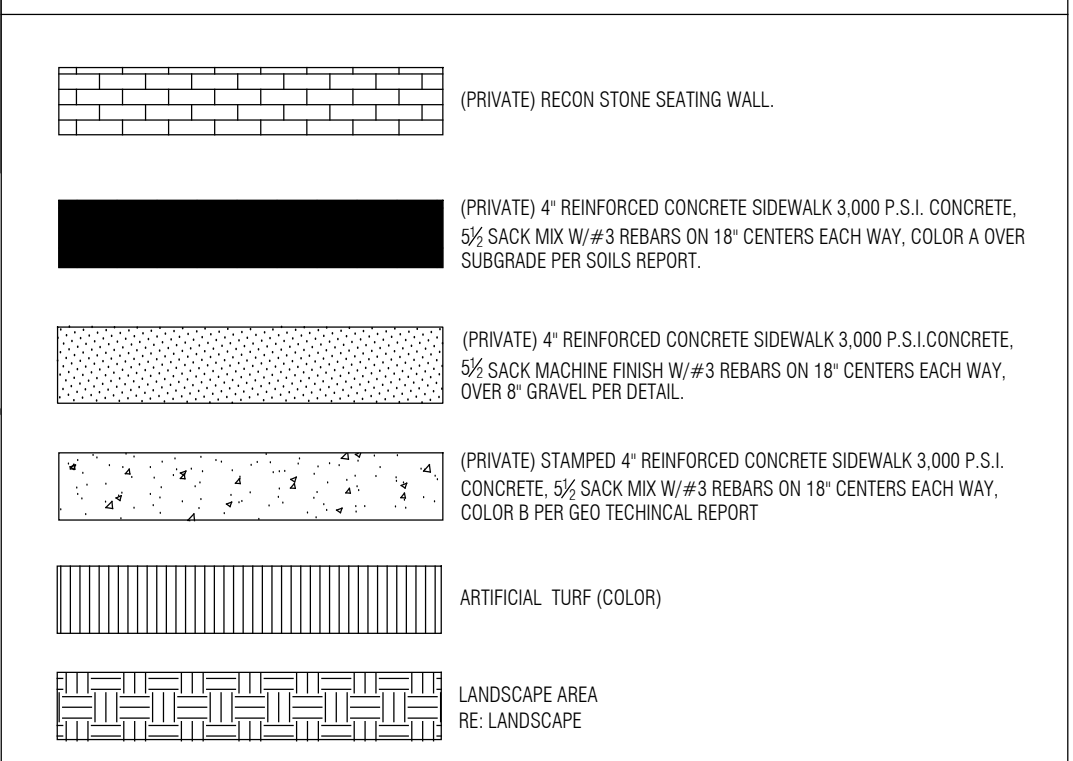 (PRIVATE) RECON STONE SEATING WALL.
(PRIVATE) 4" REINFORCED CONCRETE SIDEWALK 3,000 P.S.I. CONCRETE,
5½ SACK MIX W/#3 REBARS ON 18" CENTERS EACH WAY, COLOR A OVER
SUBGRADE PER SOILS REPORT.
(PRIVATE) 4" REINFORCED CONCRETE SIDEWALK 3,000 P.S.I.CONCRETE,
5½ SACK MACHINE FINISH W/#3 REBARS ON 18" CENTERS EACH WAY,
OVER 8" GRAVEL PER DETAIL.
(PRIVATE) STAMPED 4" REINFORCED CONCRETE SIDEWALK 3,000 P.S.I.
CONCRETE, 5½ SACK MIX W/#3 REBARS ON 18" CENTERS EACH WAY,
COLOR B PER GEO TECHINCAL REPORT
ARTIFICIAL TURF (COLOR)
LANDSCAPE AREA
RE: LANDSCAPE